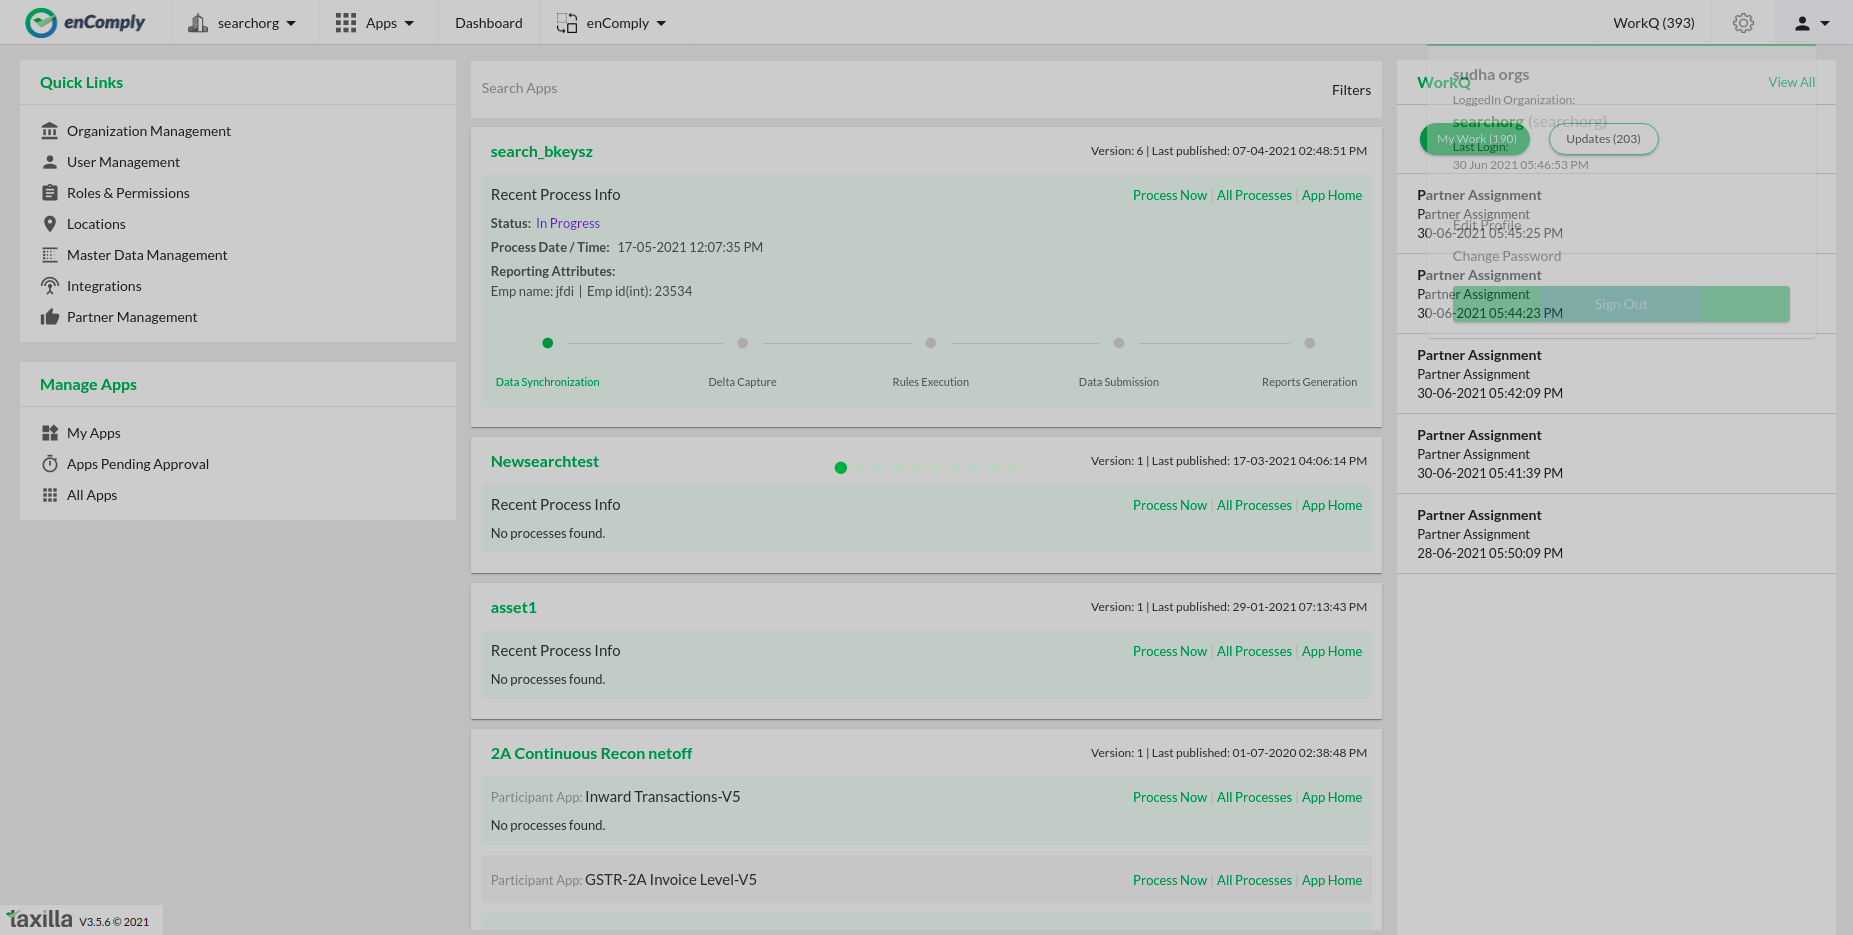 enComply
searchorg
Apps
Dashboard
enComply
WorkQ (393)
Quick Links
Organization Management
User Management
Roles & Permissions
Locations
Master Data Management
Integrations
Partner Management
Manage Apps
My Apps
Apps Pending Approval
All Apps
Search Apps
Filters
search_bkeysz
Version: 6 | Last published: 07-04-2021 02:48:51 PM
Recent Process Info
Process Now | All Processes | App Home
Status: In Progress
Process Date / Time: 17-05-2021 12:07:35 PM
Reporting Attributes:
Emp name: jfdi | Emp id(int): 23534
Data Synchronization
Delta Capture
Rules Execution
Data Submission
Reports Generation
Newsearchtest
Version: 1 | Last published: 17-03-2021 04:06:14 PM
Recent Process Info
Process Now | All Processes | App Home
No processes found.
asset1
Version: 1 | Last published: 29-01-2021 07:13:43 PM
Recent Process Info
Process Now | All Processes | App Home
No processes found.
2A Continuous Recon netoff
Version: 1 | Last published: 01-07-2020 02:38:48 PM
Participant App: Inward Transactions-V5
Process Now | All Processes | App Home
No processes found.
Participant App: GSTR-2A Invoice Level-V5
Process Now | All Processes | App Home
WorkQ
View All
My Work (190)
Updates (203)
Partner Assignment
Partner Assignment
30-06-2021 05:45:25 PM
Partner Assignment
Partner Assignment
30-06-2021 05:44:23 PM
Partner Assignment
Partner Assignment
30-06-2021 05:42:09 PM
Partner Assignment
Partner Assignment
30-06-2021 05:41:39 PM
Partner Assignment
Partner Assignment
28-06-2021 05:50:09 PM
sudha orgs
LoggedIn Organization:
searchorg (searchorg)
Last Login:
30 Jun 2021 05:46:53 PM
Edit Profile
Change Password
Sign Out
taxilla V3.5.6 © 2021